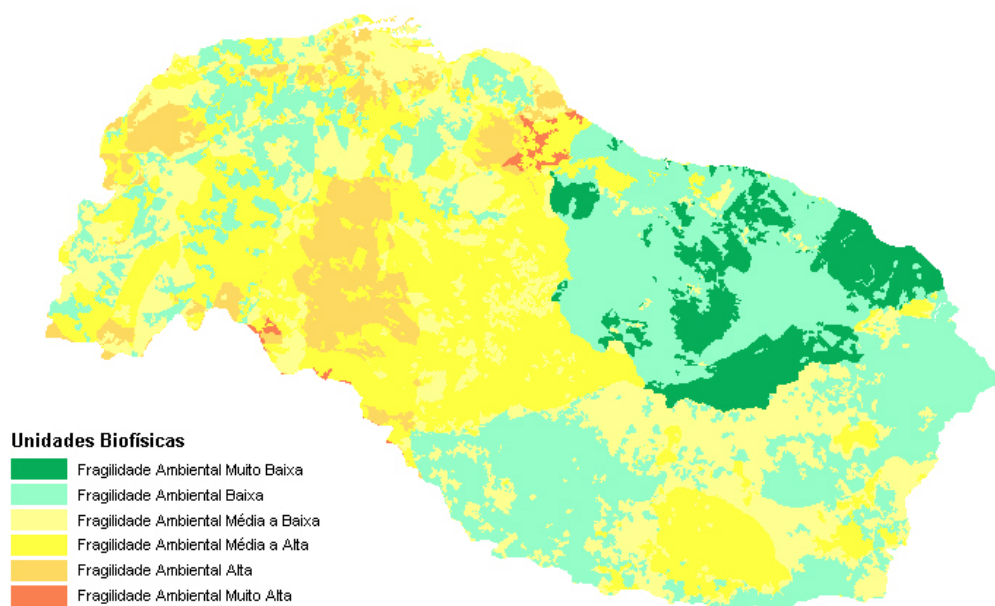 Unidades Biofísicas
Fragilidade Ambiental Muito Baixa
Fragilidade Ambiental Baixa
Fragilidade Ambiental Média a Baixa
Fragilidade Ambiental Média a Alta
Fragilidade Ambiental Alta
Fragilidade Ambiental Muito Alta